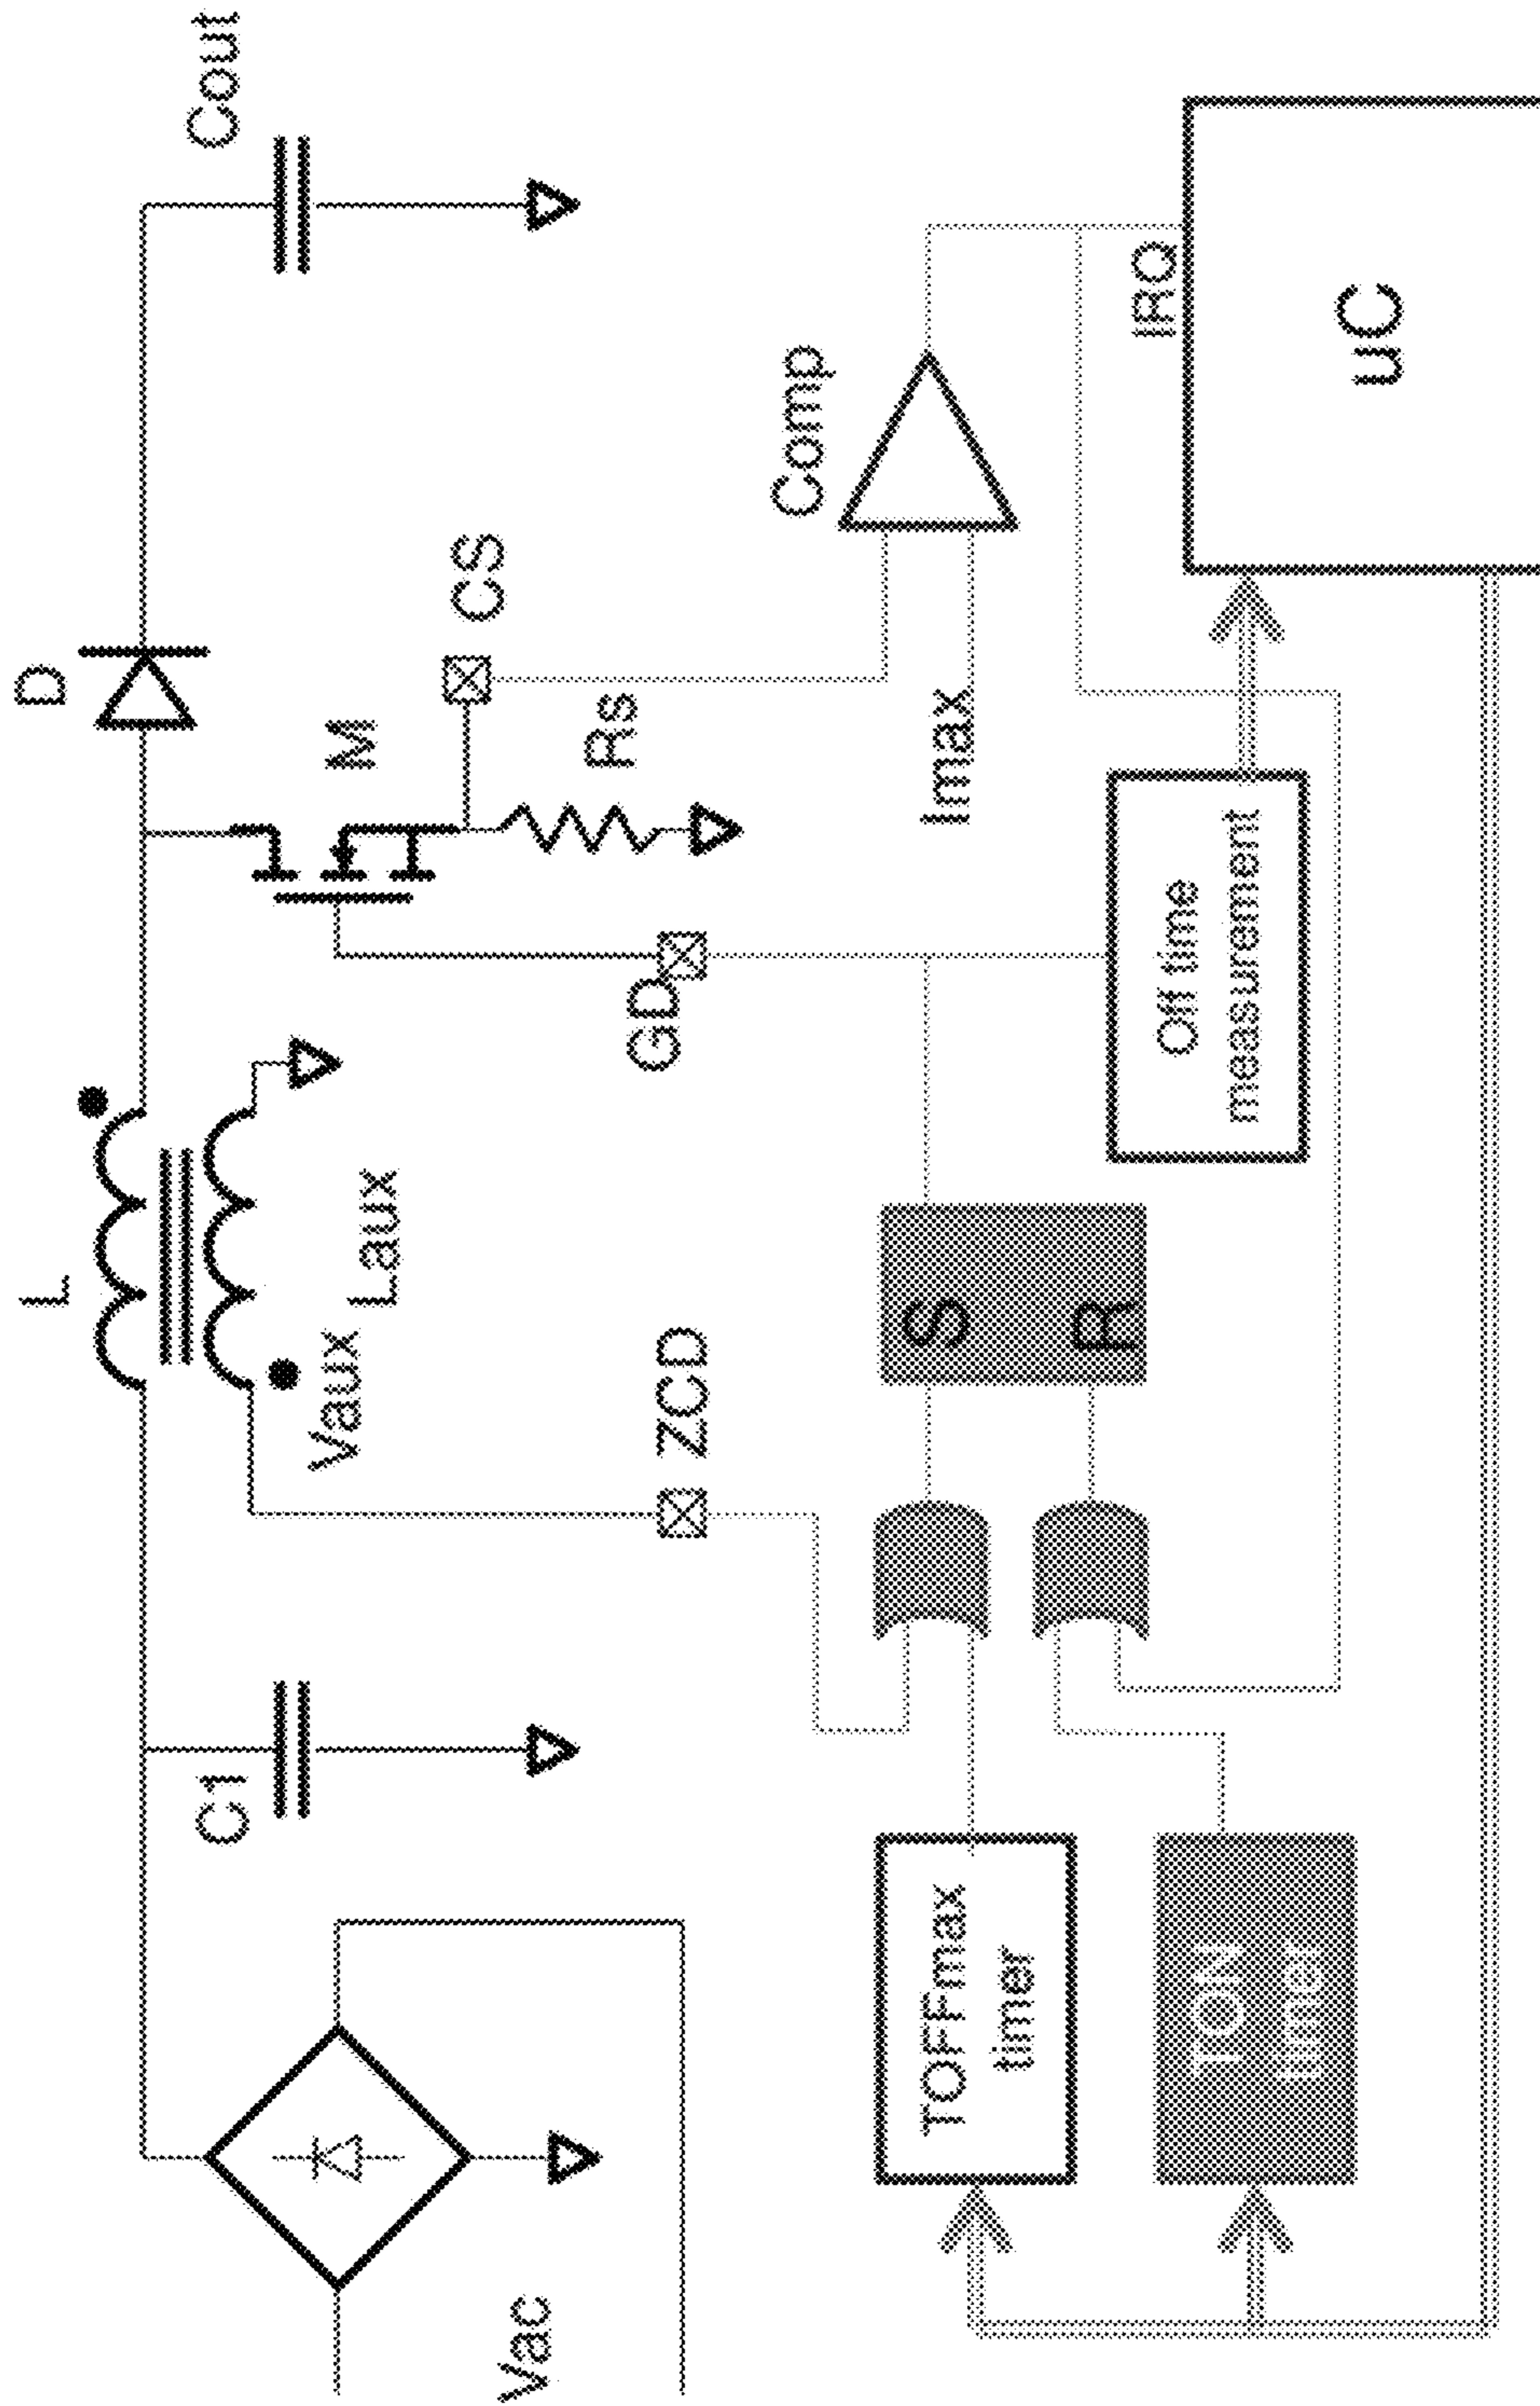 L
D
Cout
C1
M
Laux
Vaux
CS
Rs
Vac
ZCD
GD
Comp
Imax
TOFFmax
timer
S
R
IRQ
TON
timer
Off time
measurement
uC